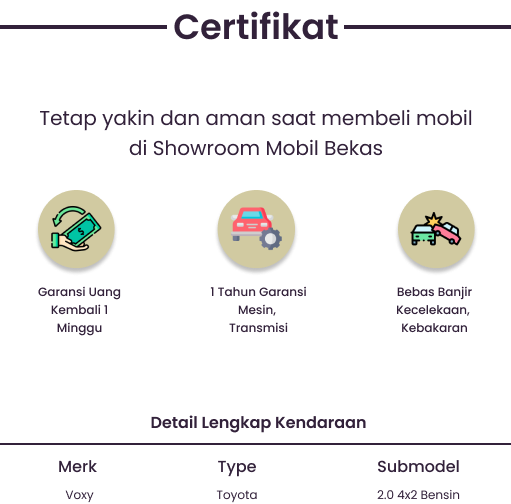 Certifikat
Tetap yakin dan aman saat membeli mobil
di Showroom Mobil Bekas
Garansi Uang
Kembali 1
Minggu
1 Tahun Garansi
Mesin,
Transmisi
Bebas Banjir
Kecelekaan,
Kebakaran
Detail Lengkap Kendaraan
Merk Type Submodel
Voxy Toyota 2.0 4x2 Bensin